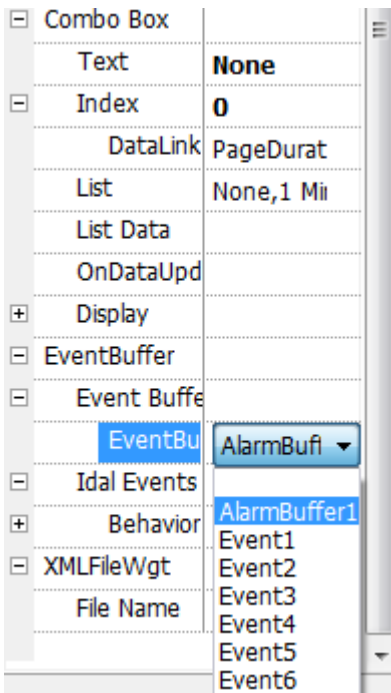 Combo Box
Text None
Index 0
DataLink PageDurat
List None,1 Mi
List Data
OnDataUpd
Display
EventBuffer
Event Buffe
EventBu AlarmBufl
Idal Events
AlarmBuffer1
Behavior
Event1
XMLFileWgt
Event2
File Name
Event3
Event4
Event5
Event6